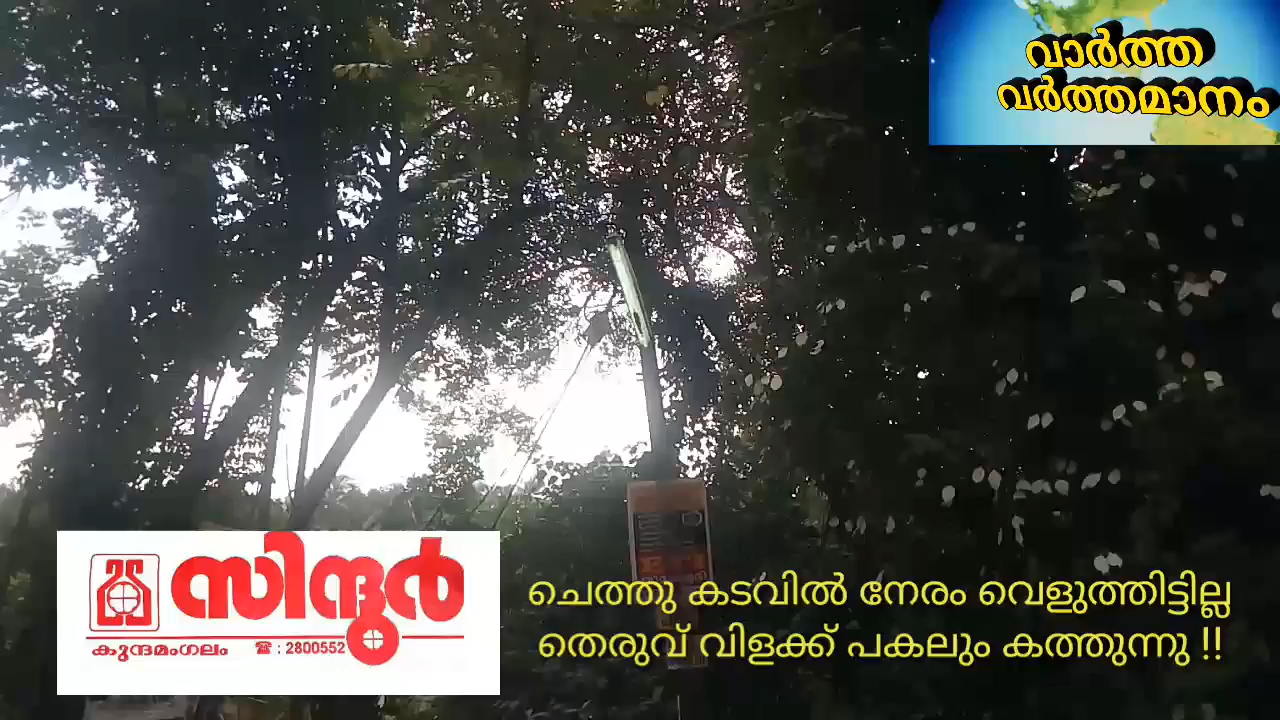 വാർത്ത
വർത്തമാനം
സിന്ദൂർ
കുന്ദമംഗലം ☎ : 2800552
ചെത്തു കടവിൽ നേരം വെളുത്തിട്ടില്ല
തെരുവ് വിളക്ക് പകലും കത്തുന്നു !!